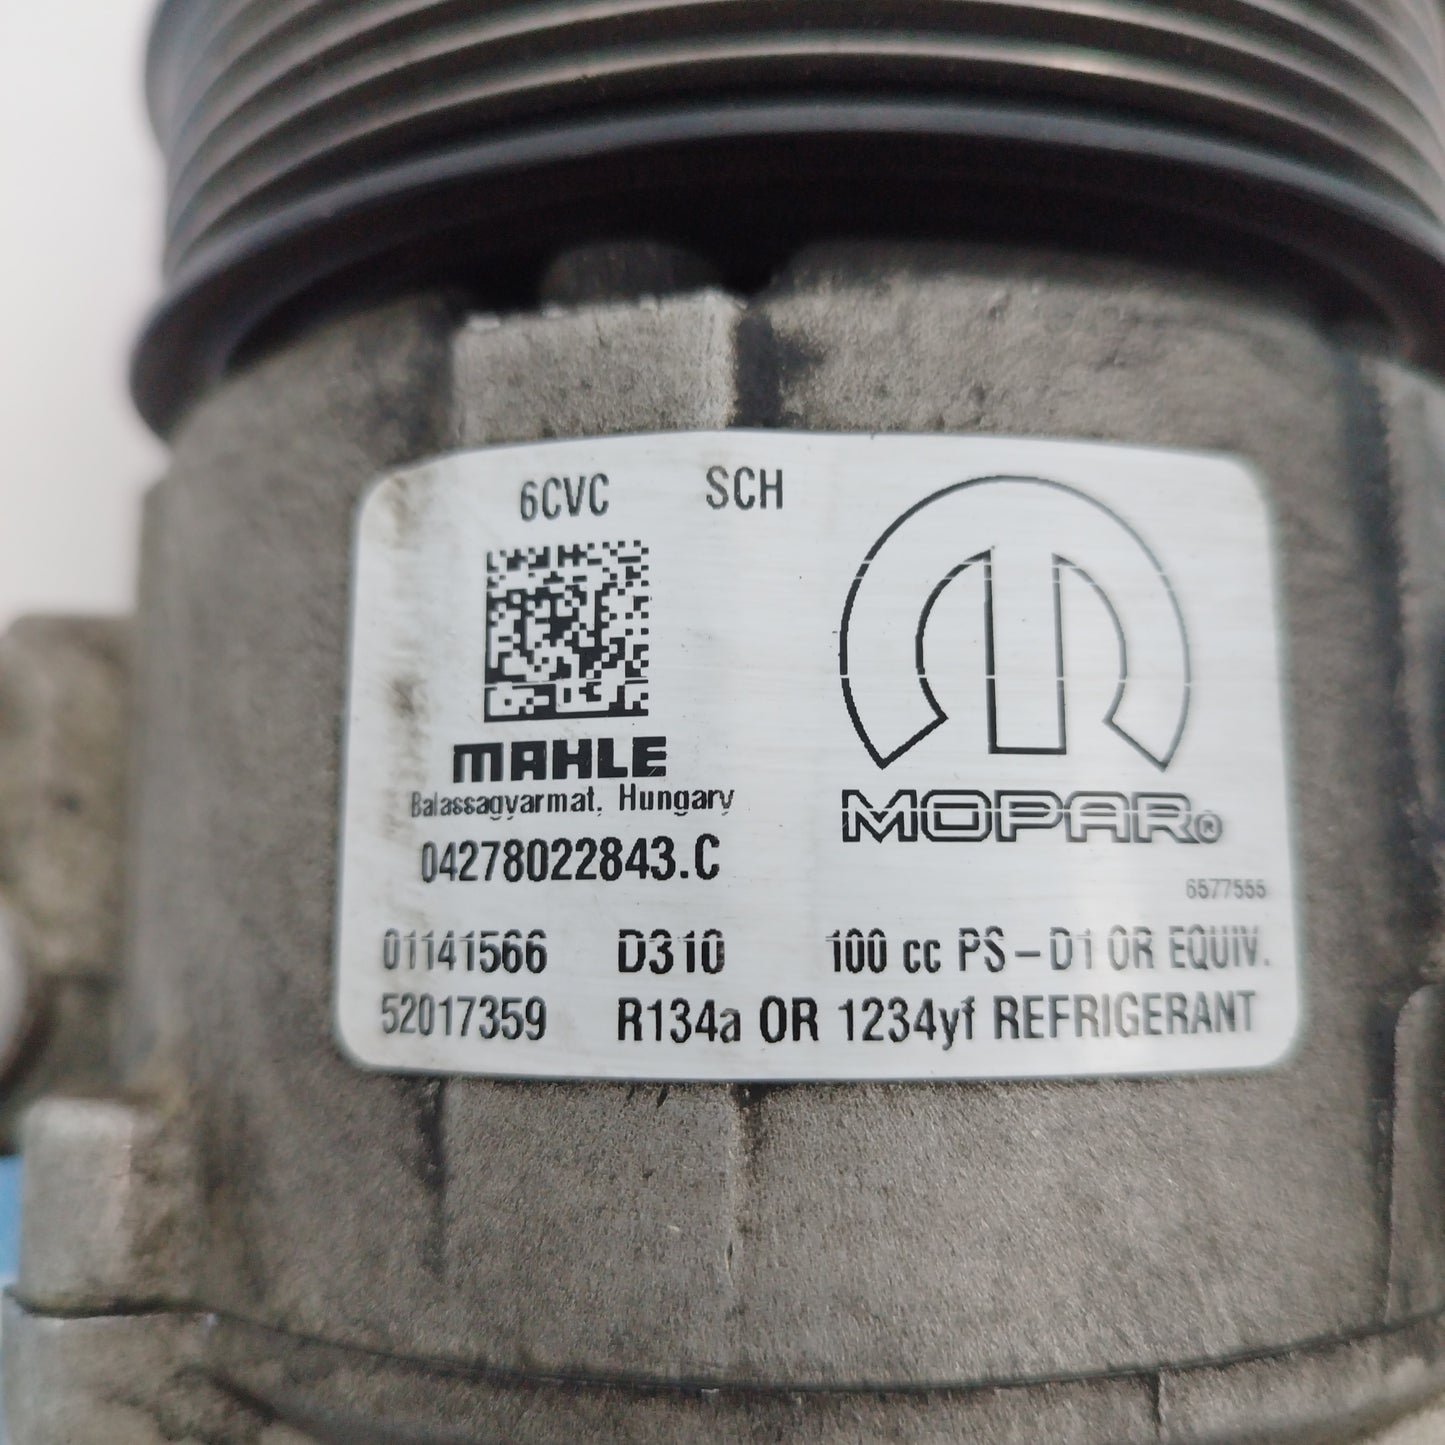 6CVC SCH
MAHLE
Balassagyarmat, Hungary
04278022843.C
MOPAR®
6577555
01141566 D310 100 cc PS-D1 OR EQUIV.
52017359 R134a OR 1234yf REFRIGERANT